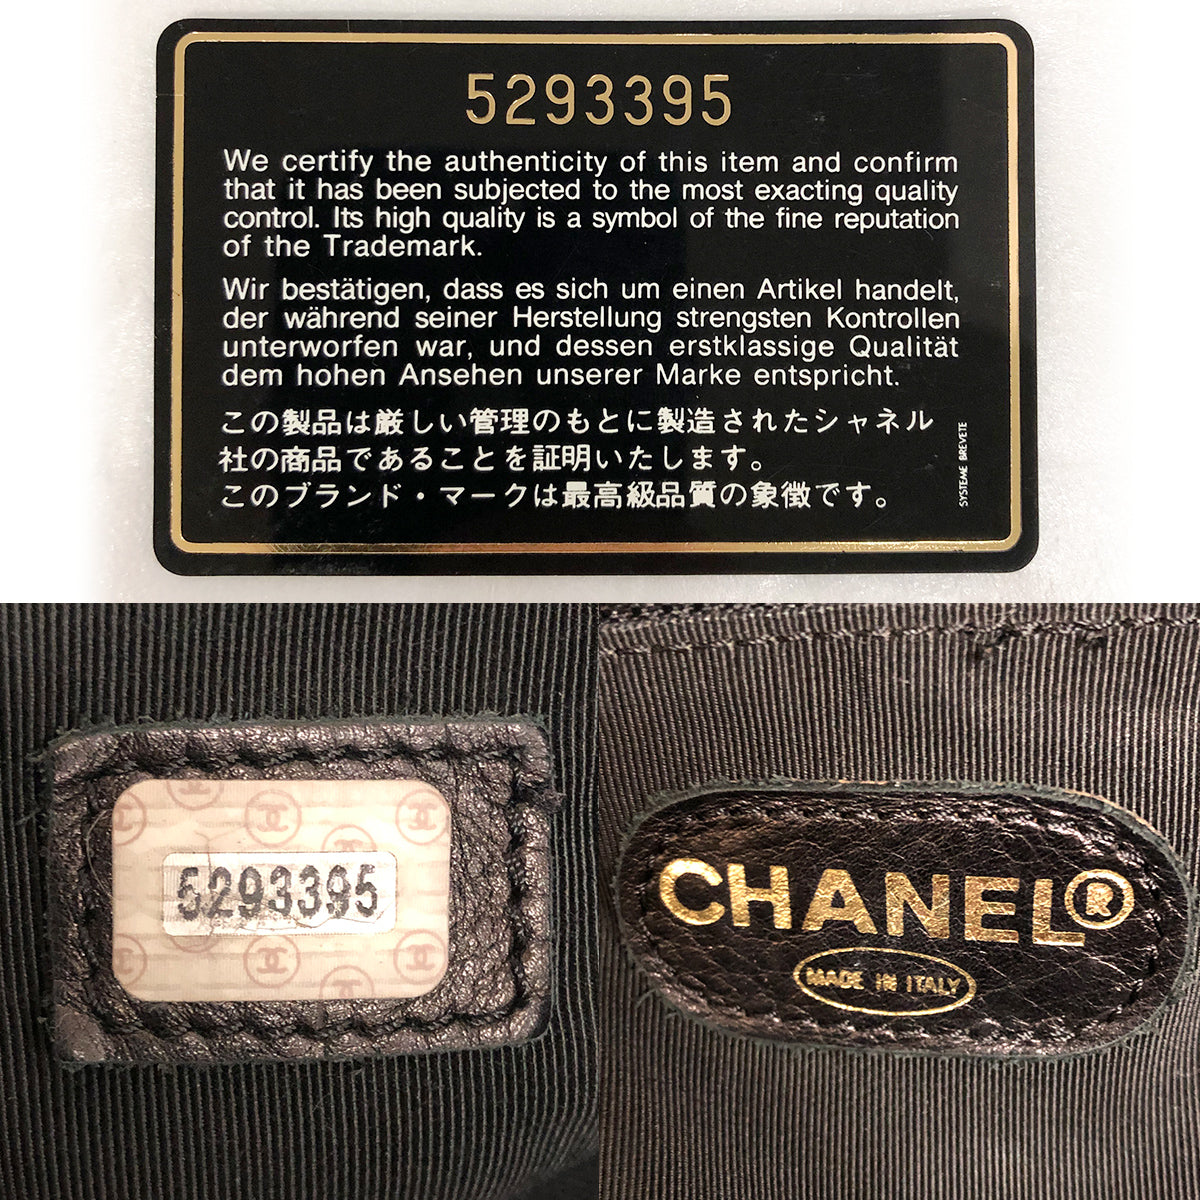 5293395
We certify the authenticity of this item and confirm
that it has been subjected to the most exacting quality
control. Its high quality is a symbol of the fine reputation
of the Trademark.
Wir bestätigen, dass es sich um einen Artikel handelt,
der während seiner Herstellung strengsten Kontrollen
unterworfen war, und dessen erstklassige Qualität
dem hohen Ansehen unserer Marke entspricht.
この製品は厳しい管理のもとに製造されたシャネル
社の商品であることを証明いたします。
このブランド・マークは最高級品質の象徴です。
SYSTEME BREVETE
5293395
CHANEL®
MADE IN ITALY